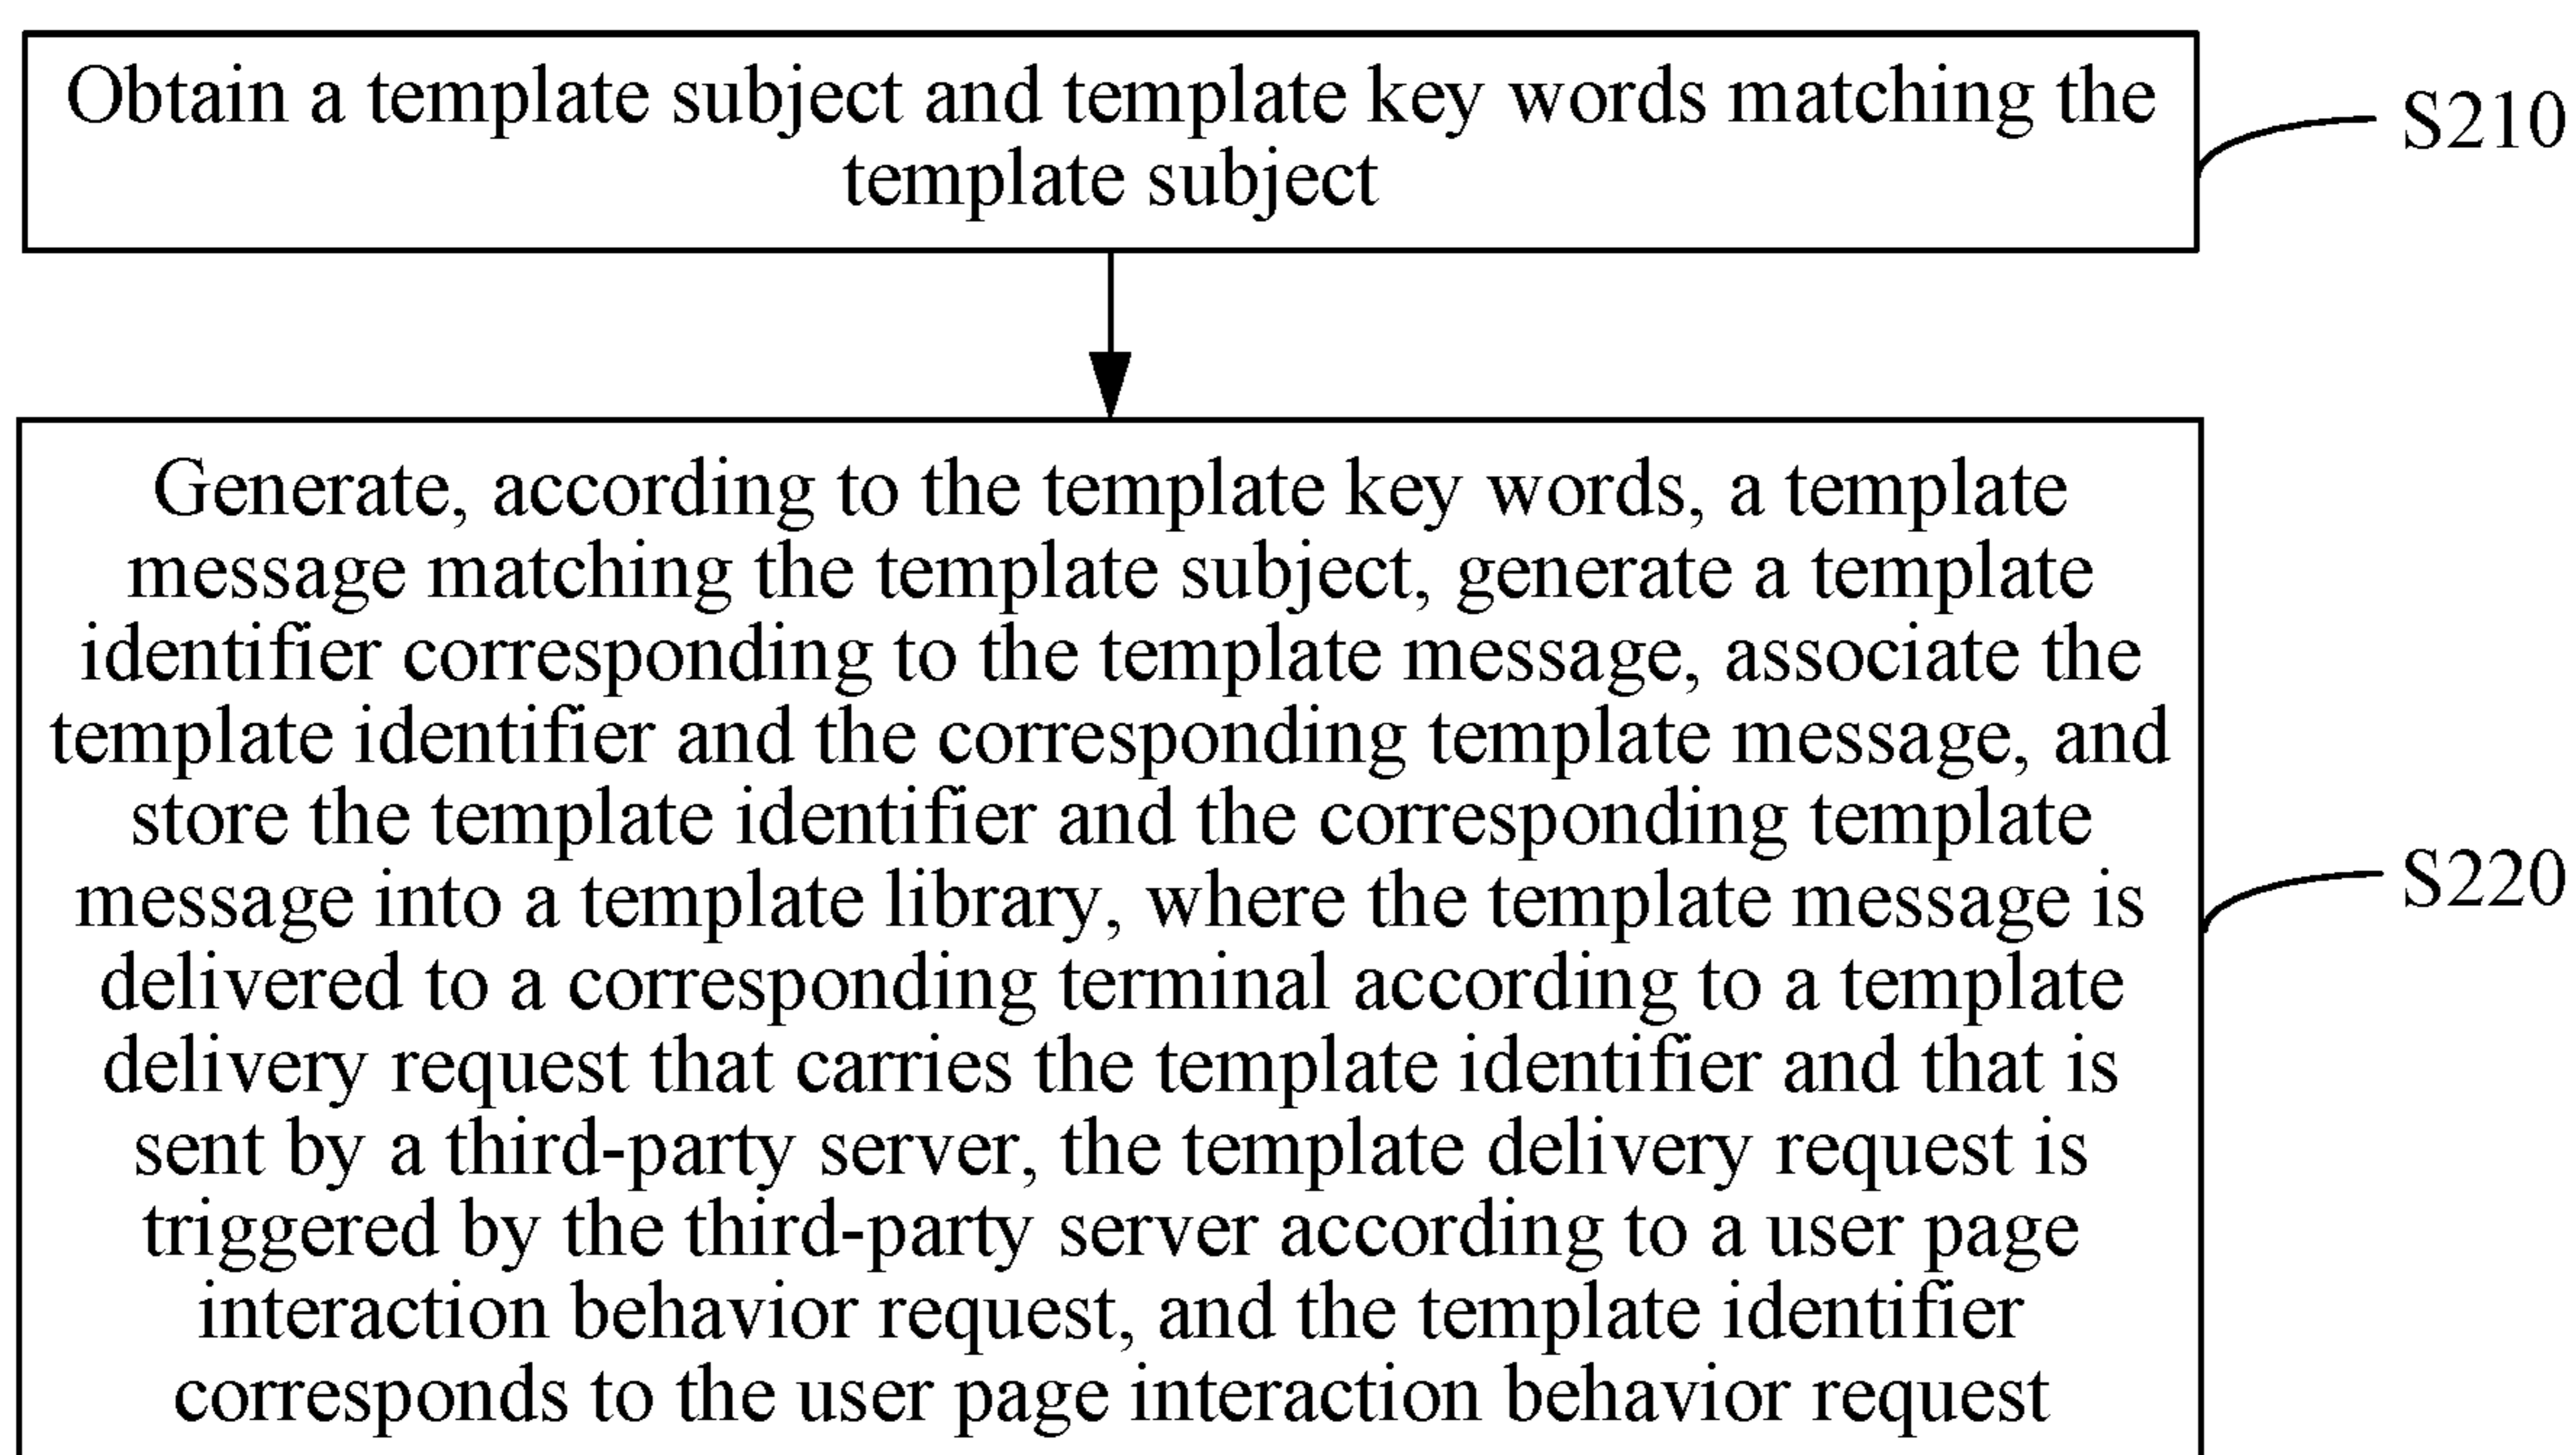 Obtain a template subject and template key words matching the
template subject
S210
Generate, according to the template key words, a template
message matching the template subject, generate a template
identifier corresponding to the template message, associate the
template identifier and the corresponding template message, and
store the template identifier and the corresponding template
message into a template library, where the template message is
delivered to a corresponding terminal according to a template
delivery request that carries the template identifier and that is
sent by a third-party server, the template delivery request is
triggered by the third-party server according to a user page
interaction behavior request, and the template identifier
corresponds to the user page interaction behavior request
S220